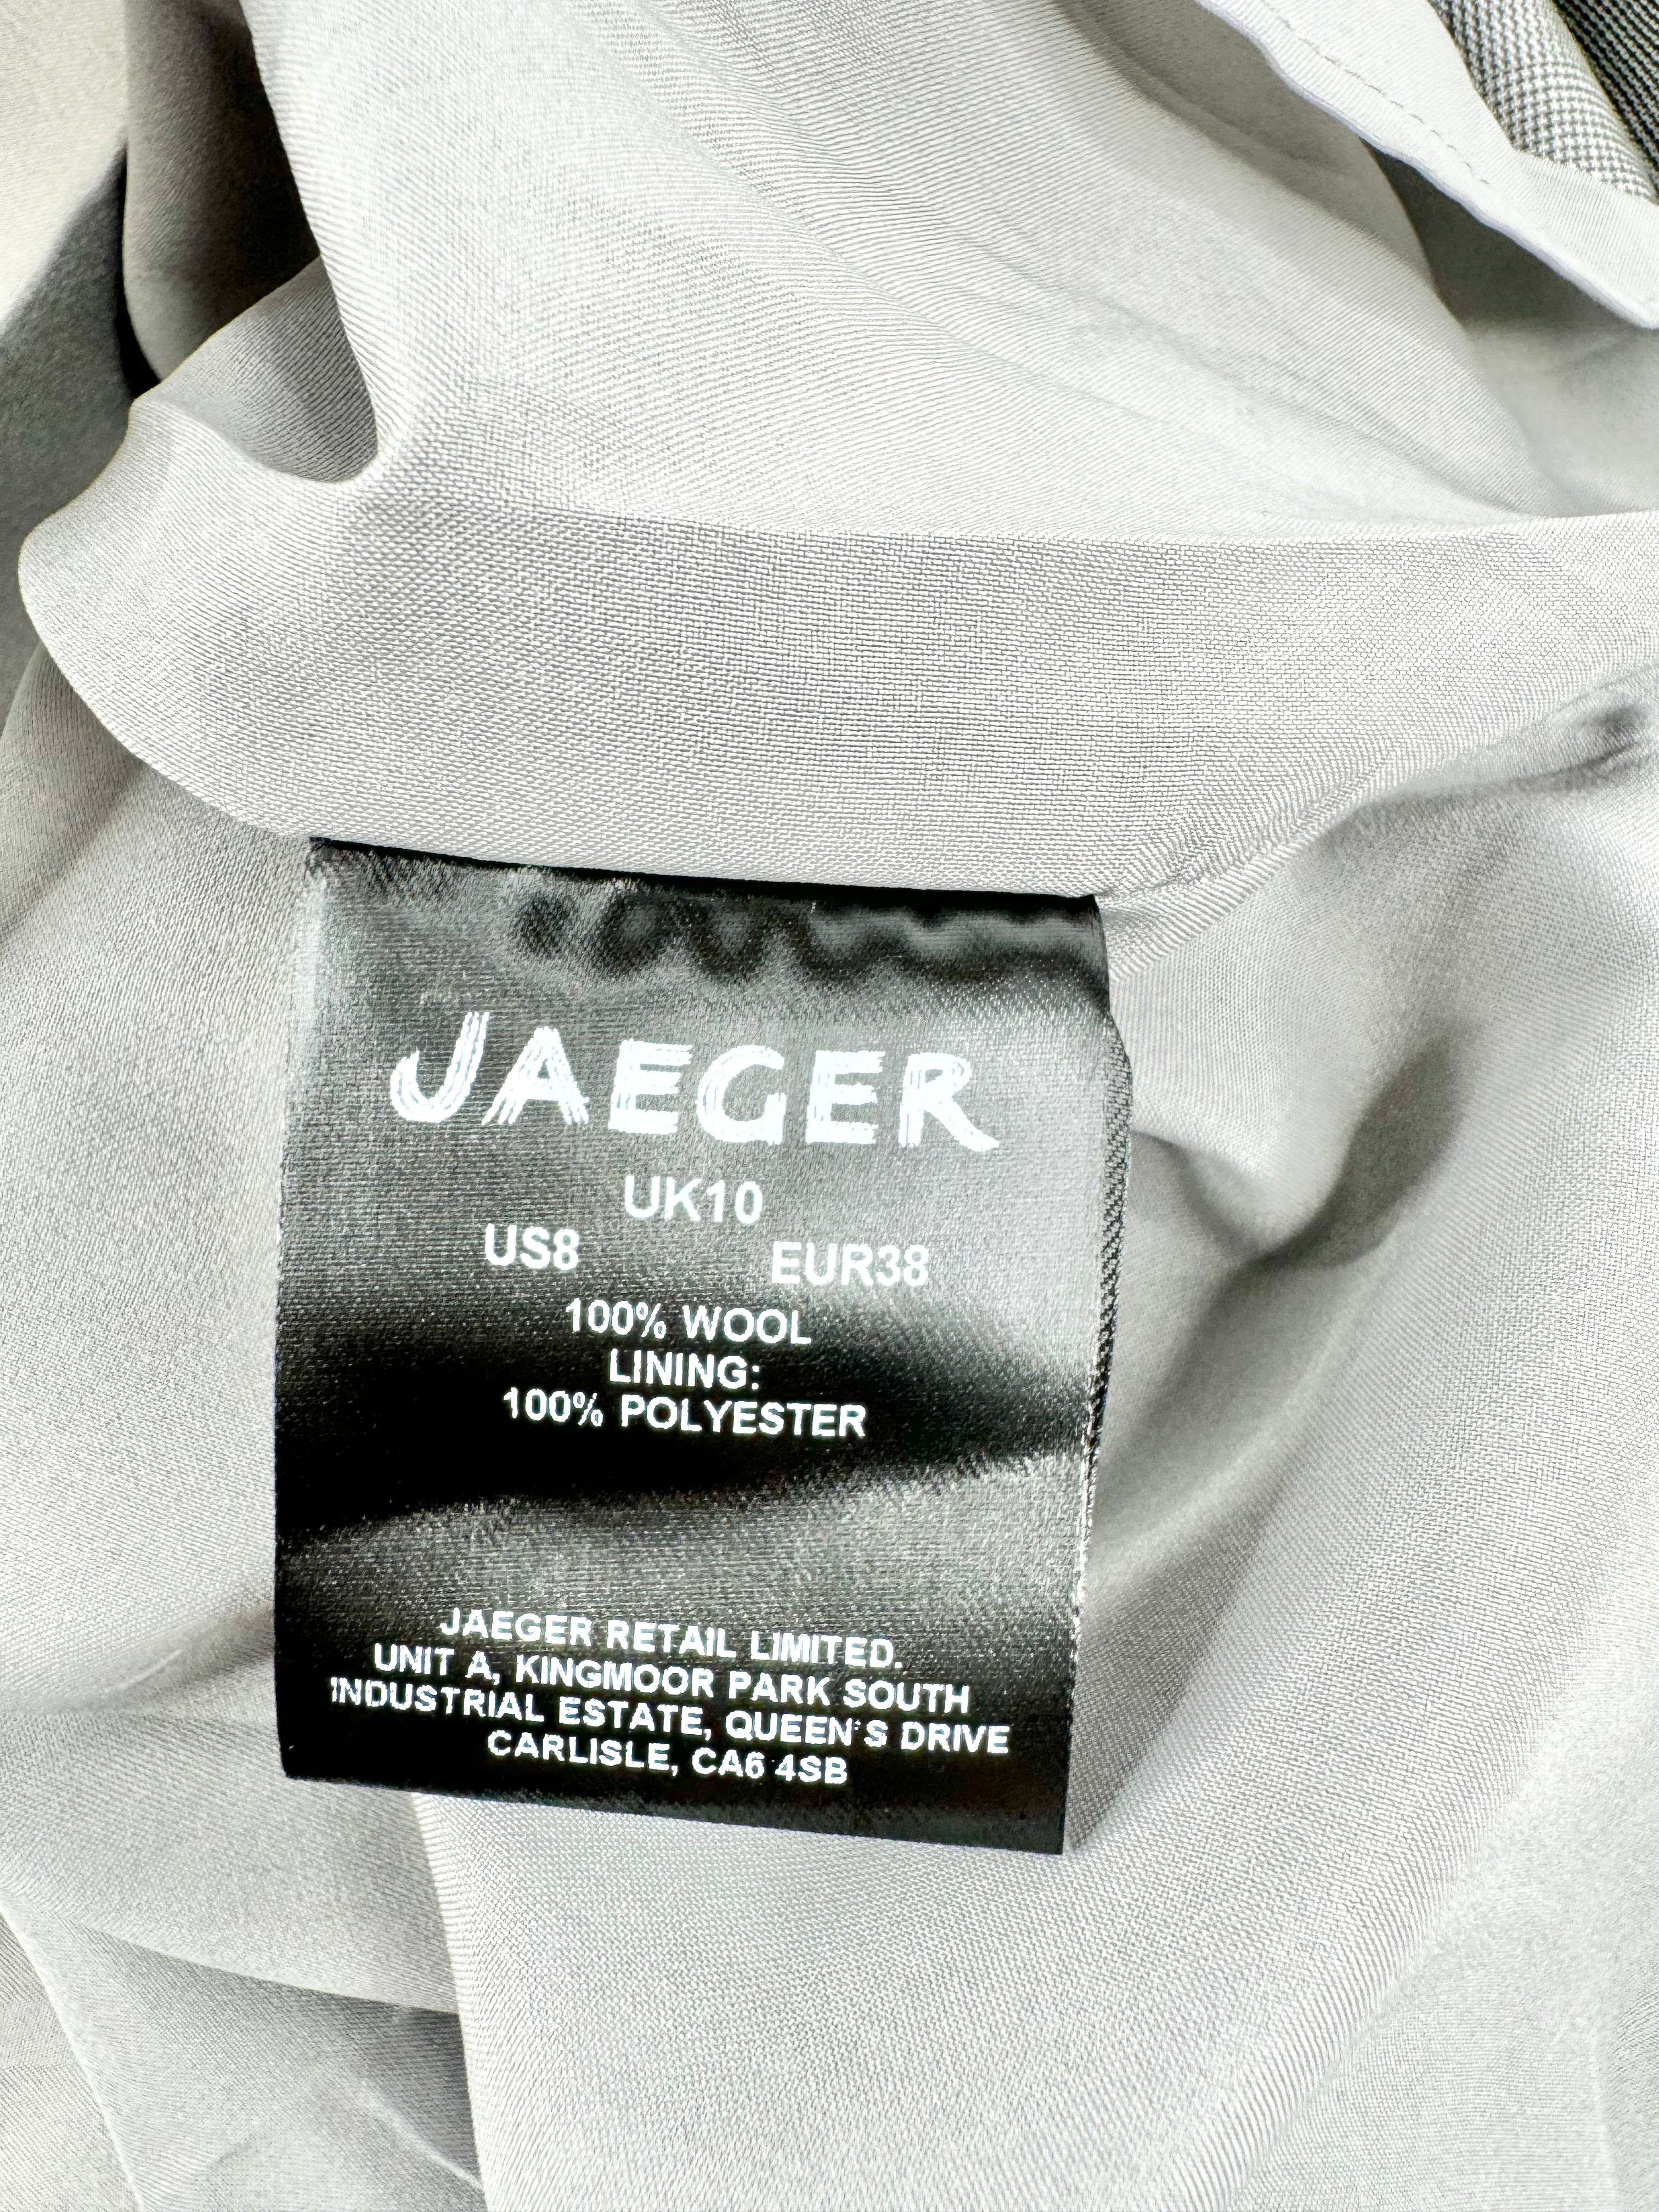 JAEGER
UK10
US8 EUR38
100% WOOL
LINING:
100% POLYESTER
JAEGER RETAIL LIMITED.
UNIT A, KINGMOOR PARK SOUTH
INDUSTRIAL ESTATE, QUEEN'S DRIVE
CARLISLE, CA6 4SB